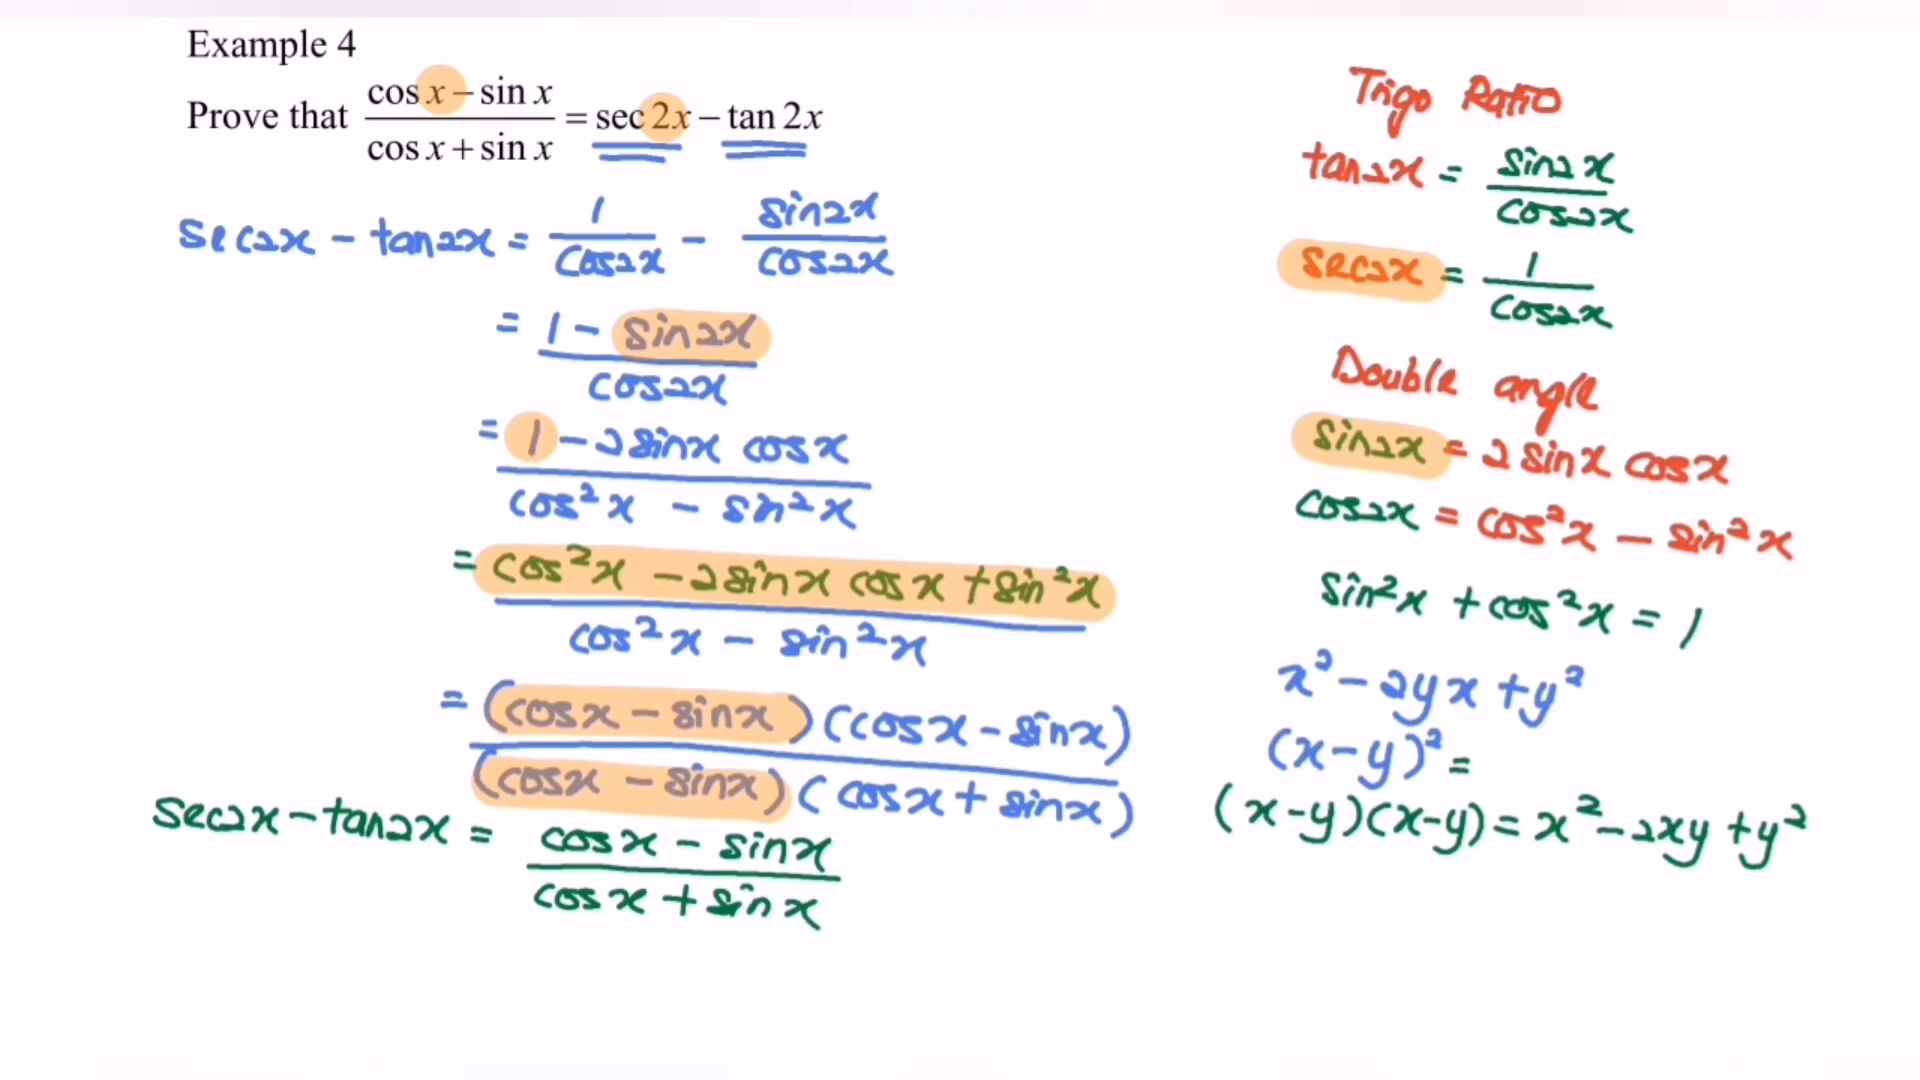 Example 4
Prove that (cos x − sin x)/(cos x + sin x) = sec 2x − tan 2x
sec2x − tan2x = 1/cos2x − sin2x/cos2x
= (1 − sin2x)/cos2x
= (1 − 2sinx cosx)/(cos²x − sin²x)
= (cos²x − 2sinx cosx + sin²x)/(cos²x − sin²x)
= (cosx − sinx)(cosx − sinx)/(cosx − sinx)(cosx + sinx)
sec2x − tan2x = (cosx − sinx)/(cosx + sinx)
Trigo Ratio
tan2x = sin2x/cos2x
sec2x = 1/cos2x
Double angle
sin2x = 2 sinx cosx
cos2x = cos²x − sin²x
sin²x + cos²x = 1
x² − 2yx + y²
(x−y)² =
(x−y)(x−y) = x² − 2xy + y²